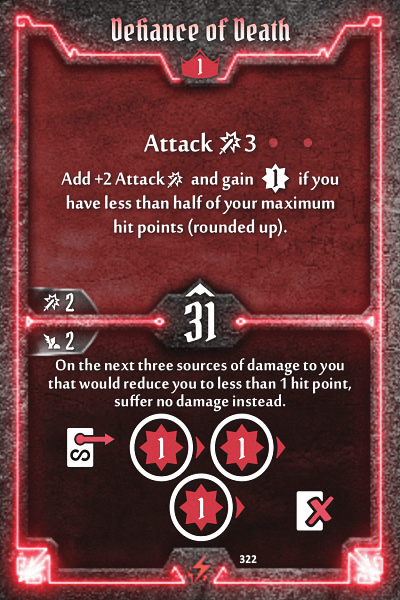 Defiance of Death
1
Attack 3
Add +2 Attack and gain 1 if you
have less than half of your maximum
hit points (rounded up).
2
31
2
On the next three sources of damage to you
that would reduce you to less than 1 hit point,
suffer no damage instead.
S
1 1
1
322